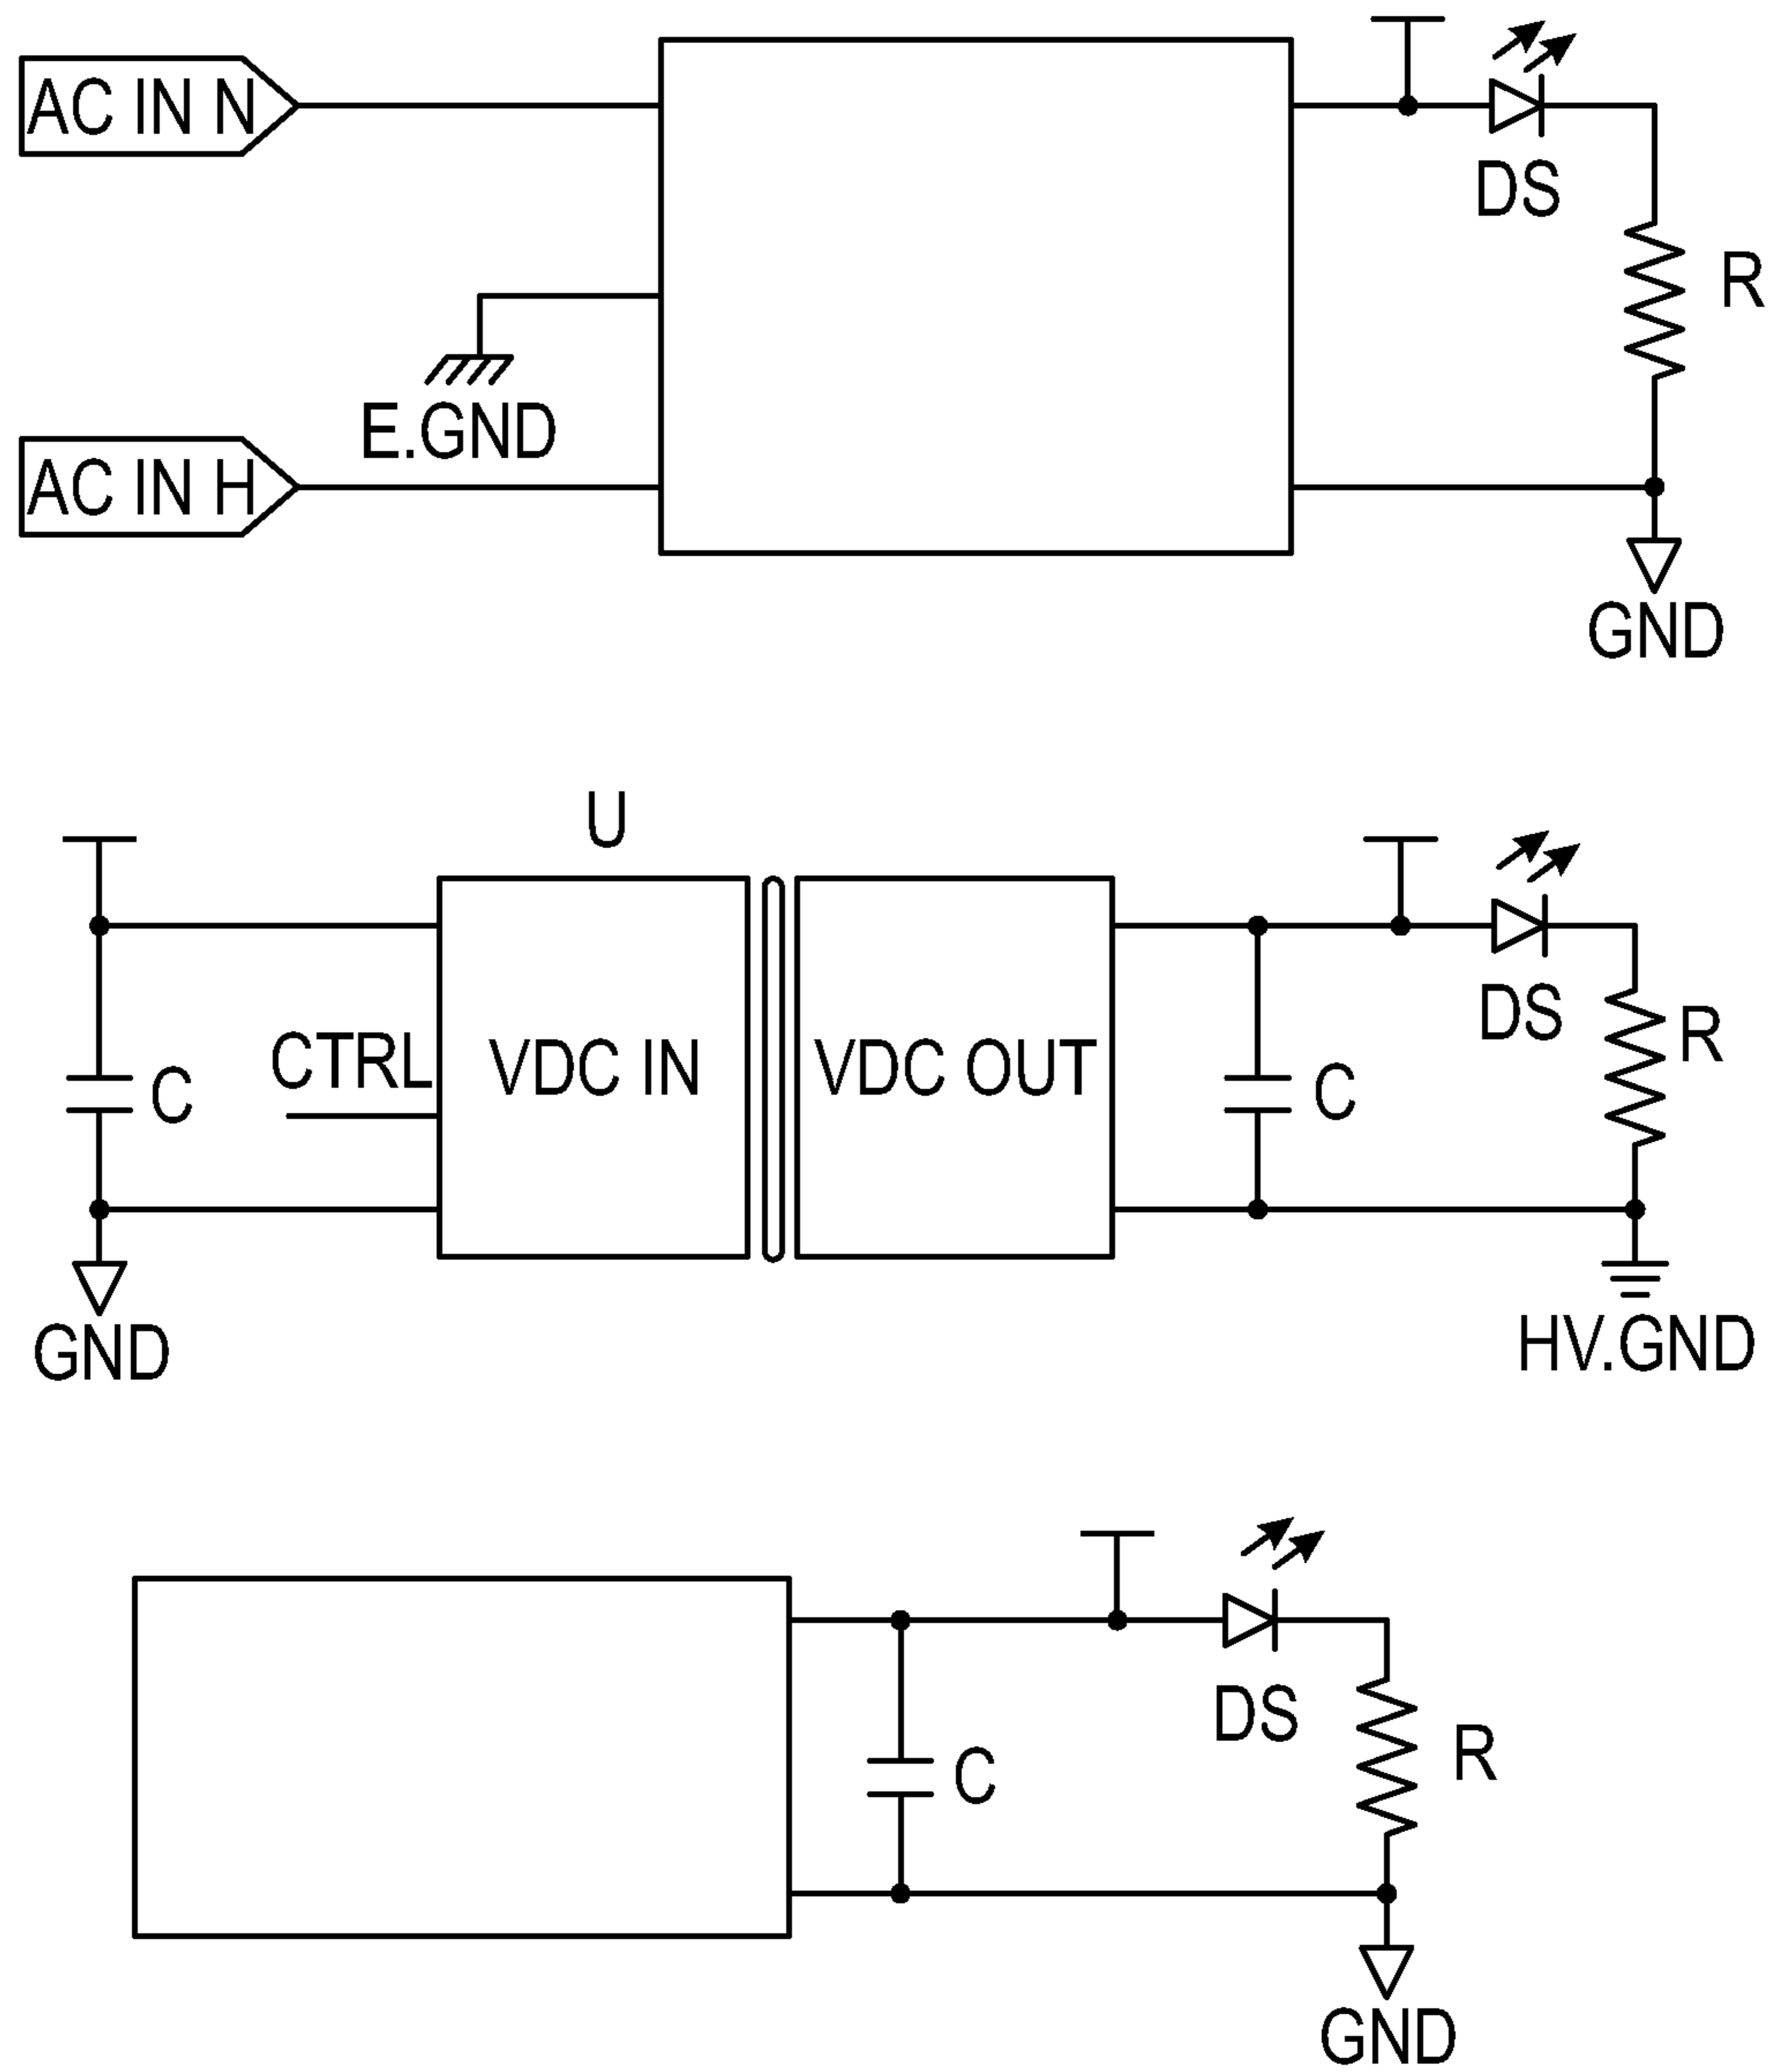 AC IN N
DS
R
E.GND
AC IN H
GND
U
CTRL
VDC IN
VDC OUT
C
C
DS
R
GND
HV.GND
DS
C
R
GND